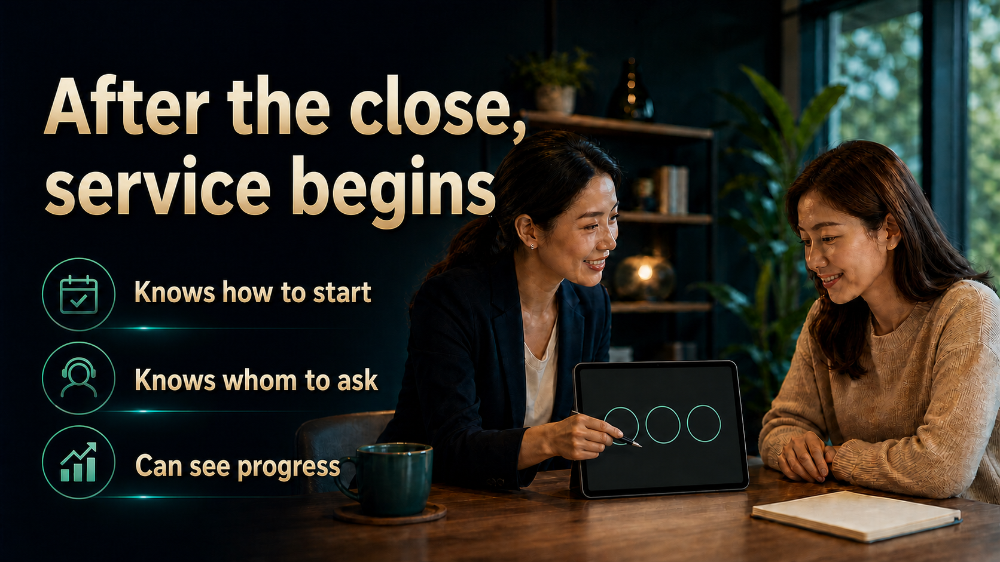 After the close,
service begins
Knows how to start
Knows whom to ask
Can see progress